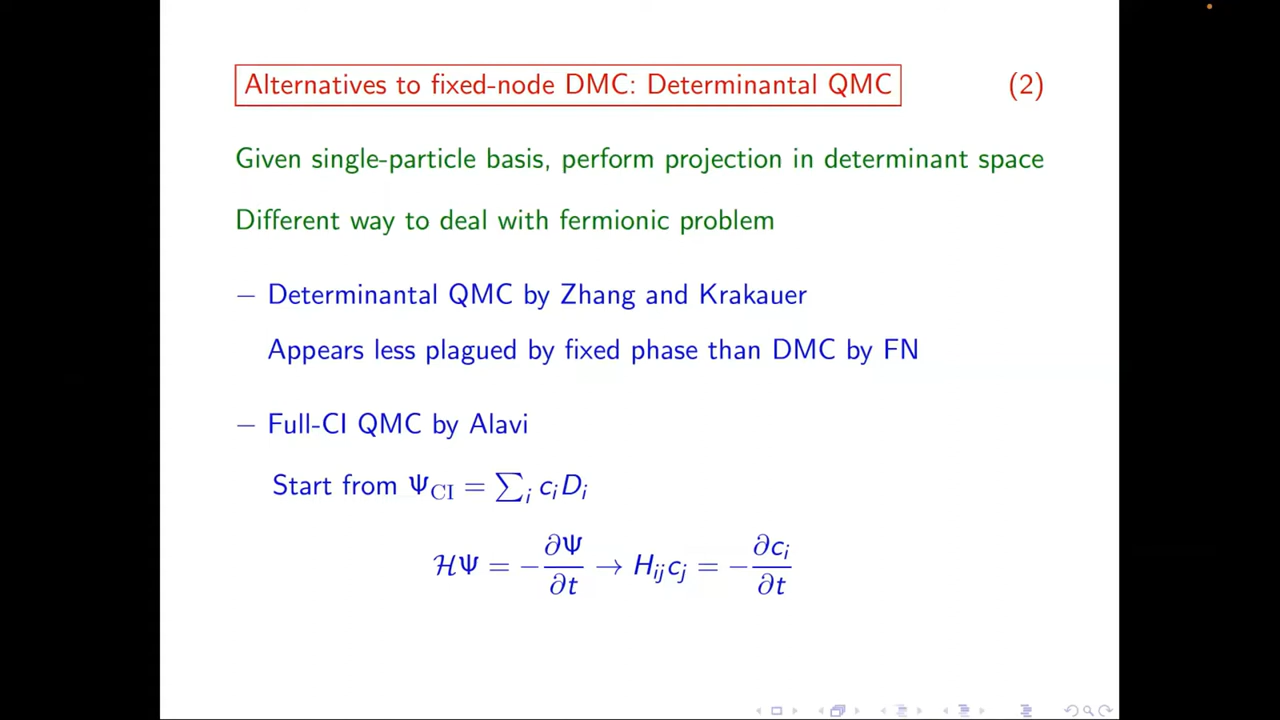 Alternatives to fixed-node DMC: Determinantal QMC (2)
Given single-particle basis, perform projection in determinant space
Different way to deal with fermionic problem
– Determinantal QMC by Zhang and Krakauer
Appears less plagued by fixed phase than DMC by FN
– Full-CI QMC by Alavi
Start from Ψ_CI = ∑_i c_i D_i
ℋΨ = −∂Ψ/∂t → H_ij c_j = −∂c_i/∂t